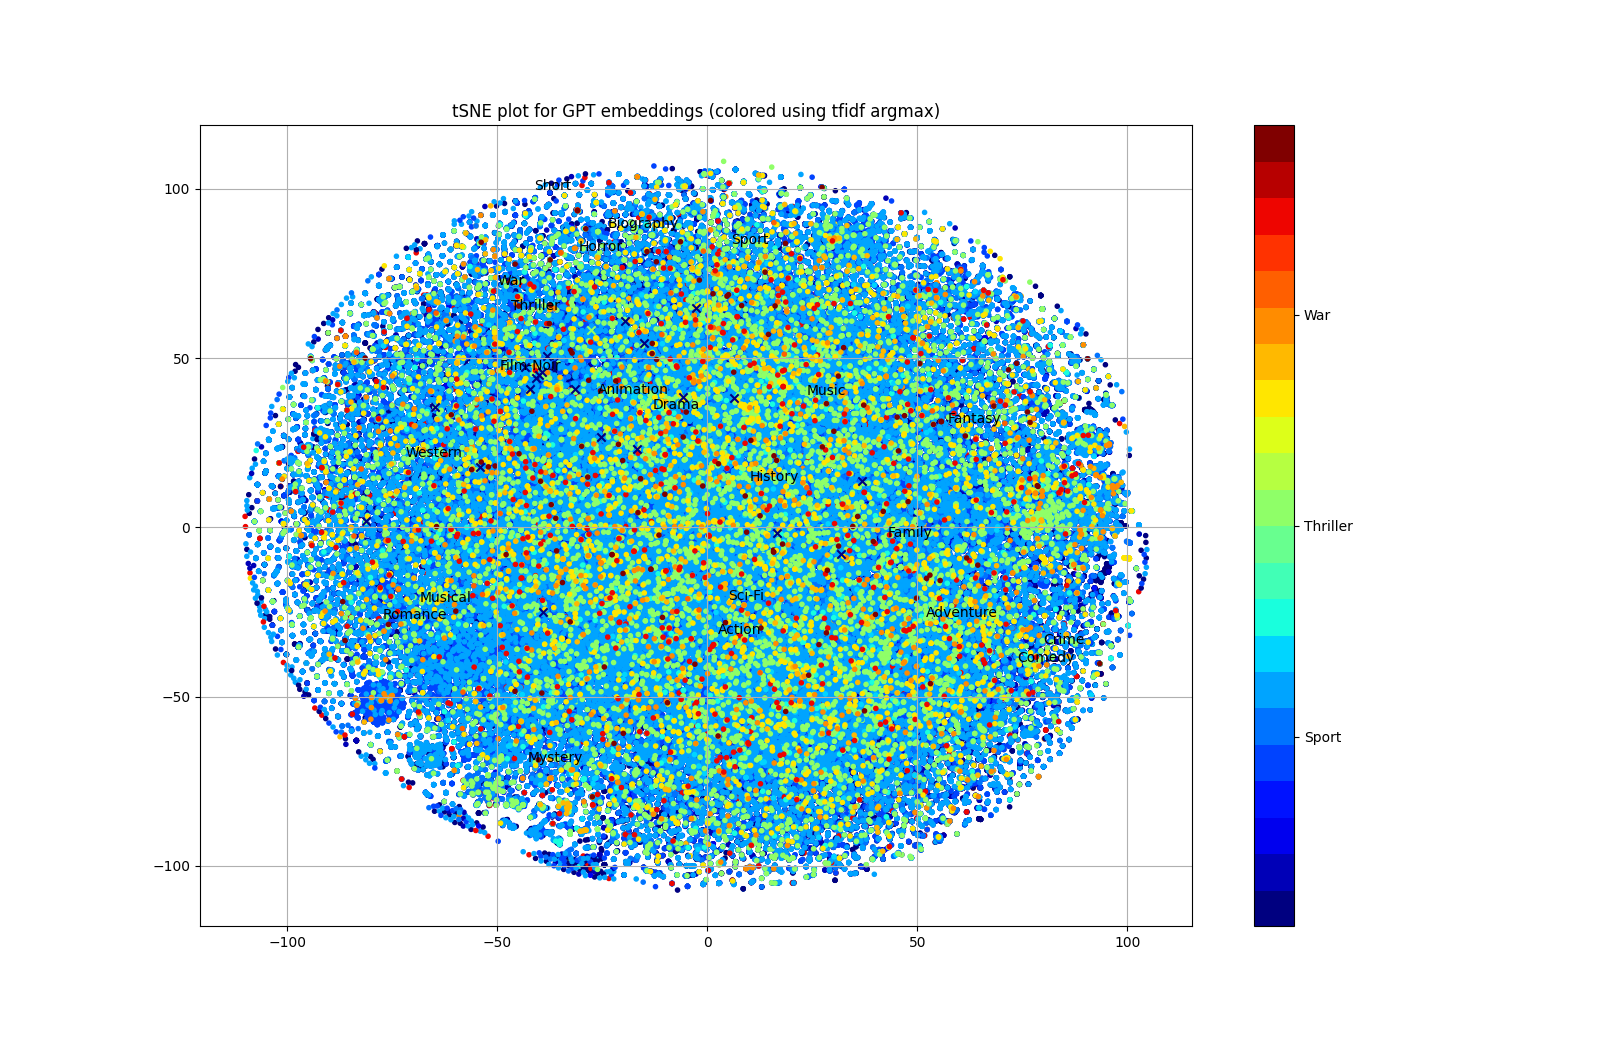 tSNE plot for GPT embeddings (colored using tfidf argmax)
100
50
0
−50
−100
−100
−50
0
50
100
Short
Biography
Sport
Horror
War
Thriller
Film-Noir
Animation
Music
Drama
Fantasy
Western
History
Family
Sci-Fi
Musical
Romance
Adventure
Action
Crime
Comedy
Mystery
War
Thriller
Sport